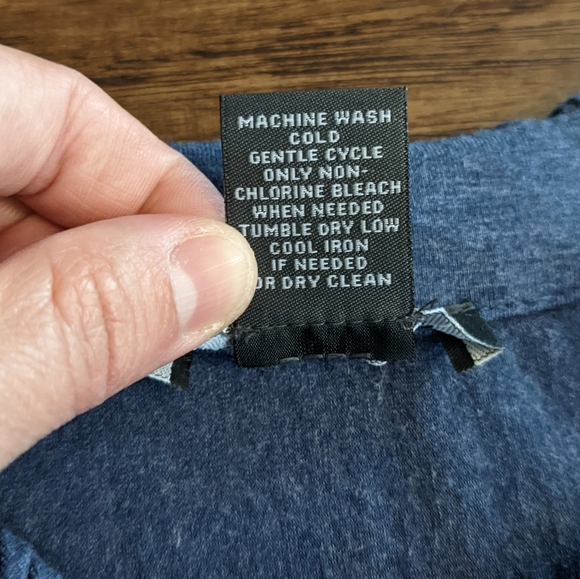 MACHINE WASH
COLD
GENTLE CYCLE
ONLY NON-
CHLORINE BLEACH
WHEN NEEDED
TUMBLE DRY LOW
COOL IRON
IF NEEDED
OR DRY CLEAN